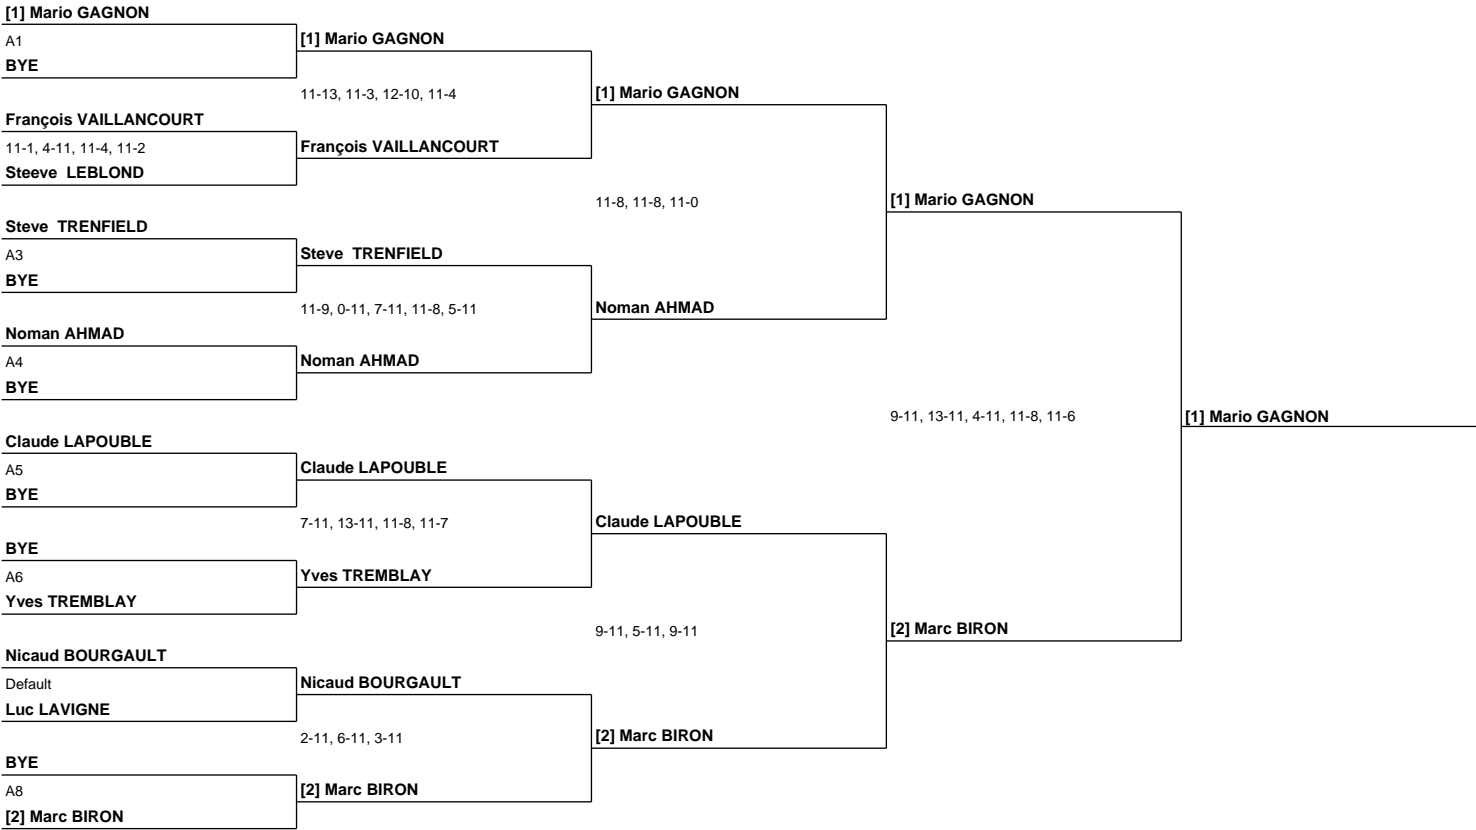 [1] Mario GAGNON
A1
BYE
François VAILLANCOURT
11-1, 4-11, 11-4, 11-2
Steeve LEBLOND
Steve TRENFIELD
A3
BYE
Noman AHMAD
A4
BYE
Claude LAPOUBLE
A5
BYE
BYE
A6
Yves TREMBLAY
Nicaud BOURGAULT
Default
Luc LAVIGNE
BYE
A8
[2] Marc BIRON
[1] Mario GAGNON
11-13, 11-3, 12-10, 11-4
François VAILLANCOURT
Steve TRENFIELD
11-9, 0-11, 7-11, 11-8, 5-11
Noman AHMAD
Claude LAPOUBLE
7-11, 13-11, 11-8, 11-7
Yves TREMBLAY
Nicaud BOURGAULT
2-11, 6-11, 3-11
[2] Marc BIRON
[1] Mario GAGNON
11-8, 11-8, 11-0
Noman AHMAD
Claude LAPOUBLE
9-11, 5-11, 9-11
[2] Marc BIRON
[1] Mario GAGNON
9-11, 13-11, 4-11, 11-8, 11-6
[2] Marc BIRON
[1] Mario GAGNON